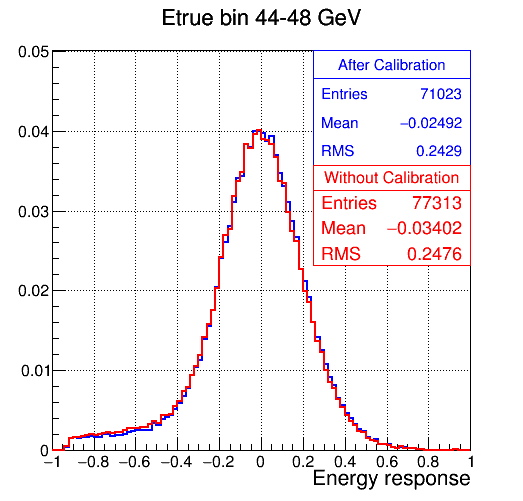 Etrue bin 44-48 GeV
0.05
0.04
0.03
0.02
0.01
0
After Calibration
Entries 71023
Mean −0.02492
RMS 0.2429
Without Calibration
Entries 77313
Mean −0.03402
RMS 0.2476
−1 −0.8 −0.6 −0.4 −0.2 0 0.2 0.4 0.6 0.8 1
Energy response